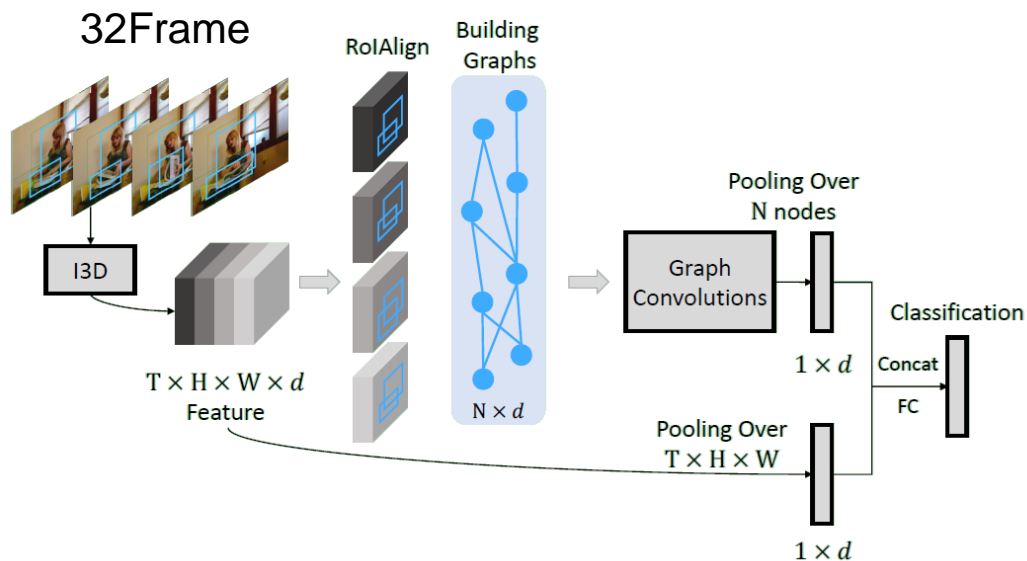 32Frame
RoIAlign
Building
Graphs
I3D
T × H × W × d
Feature
N × d
Graph
Convolutions
Pooling Over
N nodes
1 × d
Pooling Over
T × H × W
1 × d
Concat
FC
Classification